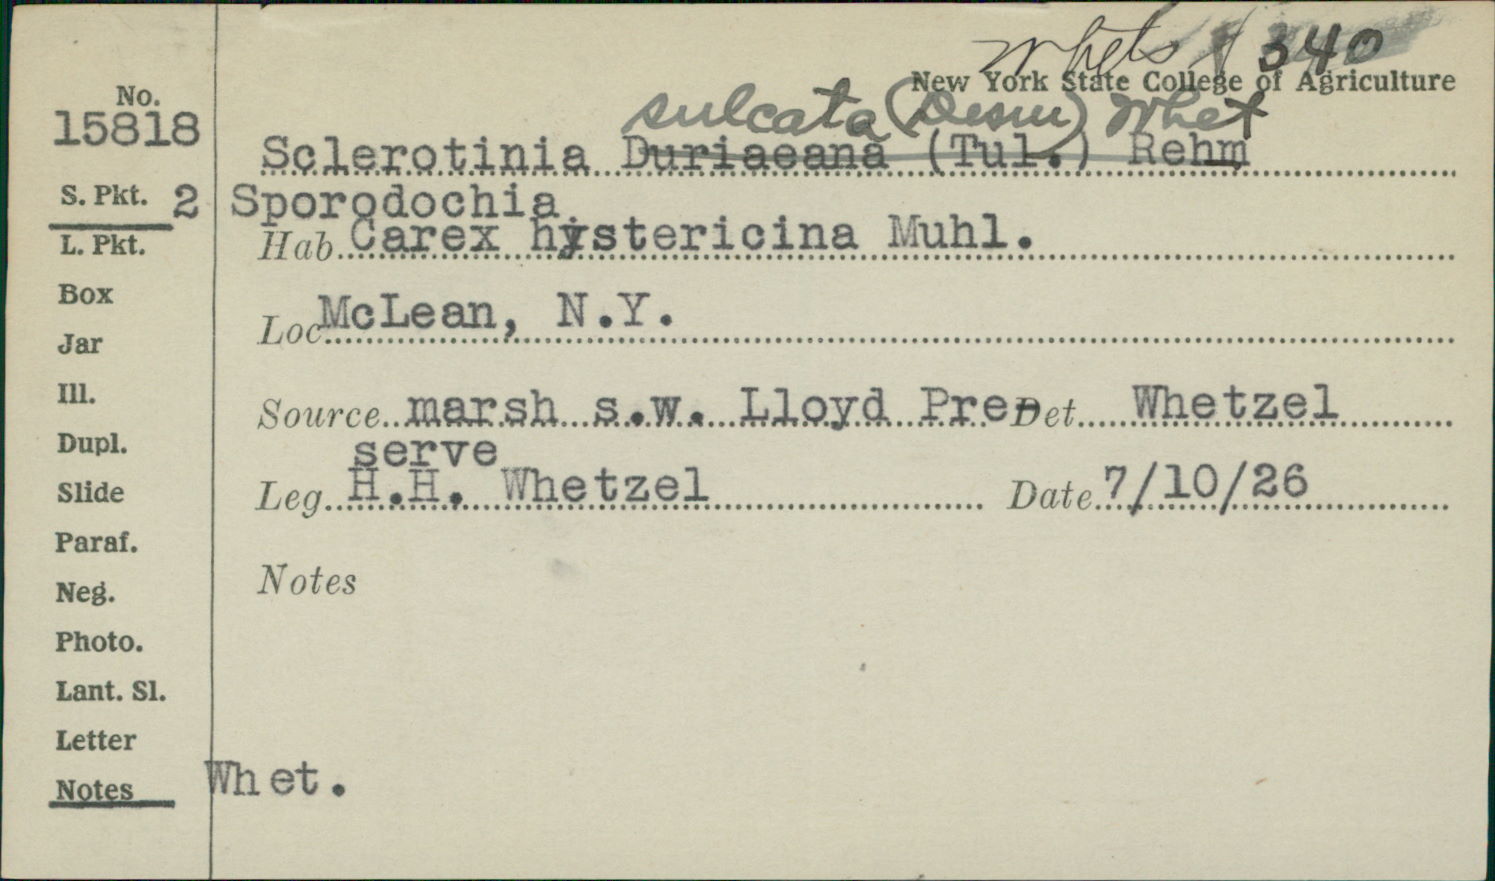 Whets # 340
New York State College of Agriculture
No.
15818
sulcata (Desm) Whet
Sclerotinia Duriaeana (Tul.) Rehm
S. Pkt. 2 Sporodochia
L. Pkt.
Hab. Carex hystericina Muhl.
Box
Loc. McLean, N.Y.
Jar
Ill.
Source marsh s.w. Lloyd Pre Det. Whetzel
serve
Dupl.
Slide
Leg. H.H. Whetzel Date 7/10/26
Paraf.
Neg.
Notes
Photo.
Lant. Sl.
Letter
Notes Whet.